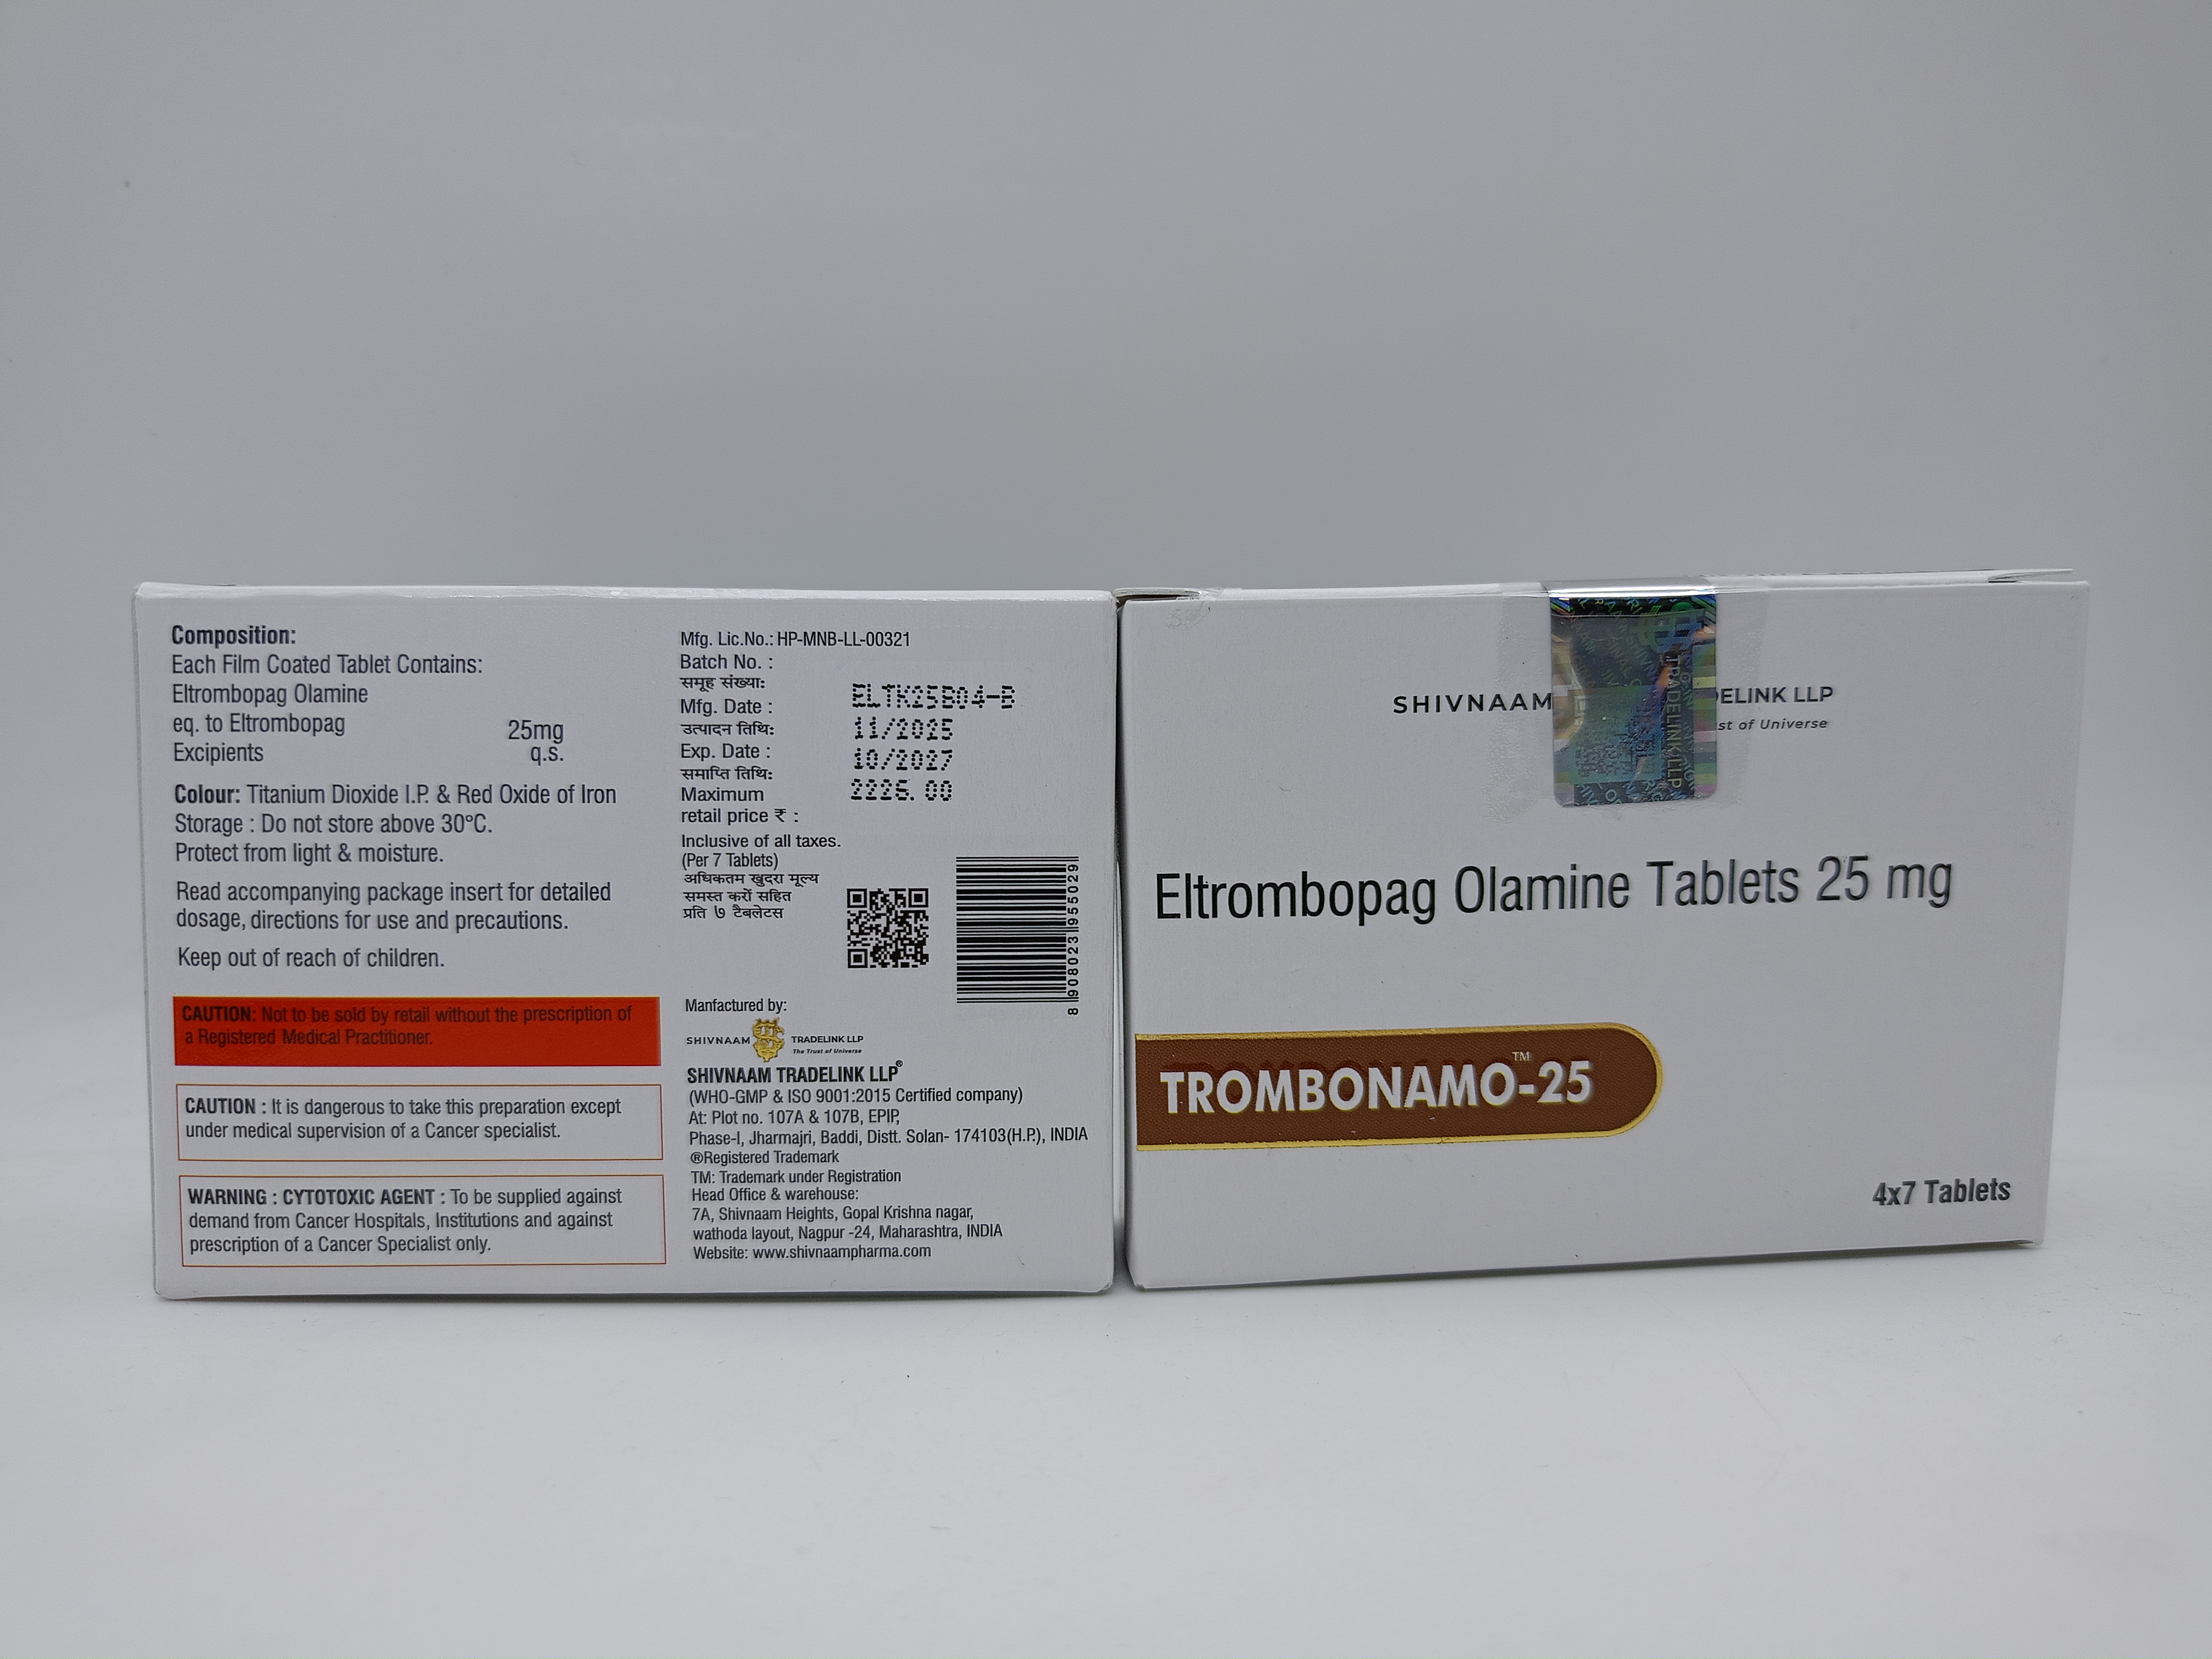 Composition:
Each Film Coated Tablet Contains:
Eltrombopag Olamine
eq. to Eltrombopag 25mg
Excipients q.s.
Colour: Titanium Dioxide I.P. & Red Oxide of Iron
Storage : Do not store above 30°C.
Protect from light & moisture.
Read accompanying package insert for detailed
dosage, directions for use and precautions.
Keep out of reach of children.
CAUTION: Not to be sold by retail without the prescription of
a Registered Medical Practitioner.
CAUTION : It is dangerous to take this preparation except
under medical supervision of a Cancer specialist.
WARNING : CYTOTOXIC AGENT : To be supplied against
demand from Cancer Hospitals, Institutions and against
prescription of a Cancer Specialist only.
Mfg. Lic.No.: HP-MNB-LL-00321
Batch No. :
समूह संख्या: ELTK25B04-B
Mfg. Date :
उत्पादन तिथि: 11/2025
Exp. Date : 10/2027
समाप्ति तिथि:
Maximum 2226.00
retail price ₹ :
Inclusive of all taxes.
(Per 7 Tablets)
अधिकतम खुदरा मूल्य
समस्त करों सहित
प्रति ७ टैबलेटस
8 908023 955029
Manfactured by:
SHIVNAAM TRADELINK LLP
The Trust of Universe
SHIVNAAM TRADELINK LLP®
(WHO-GMP & ISO 9001:2015 Certified company)
At: Plot no. 107A & 107B, EPIP,
Phase-I, Jharmajri, Baddi, Distt. Solan- 174103(H.P.), INDIA
®Registered Trademark
TM: Trademark under Registration
Head Office & warehouse:
7A, Shivnaam Heights, Gopal Krishna nagar,
wathoda layout, Nagpur -24, Maharashtra, INDIA
Website: www.shivnaampharma.com
SHIVNAAM DELINK LLP
st of Universe
TRADELINK LLP
Eltrombopag Olamine Tablets 25 mg
TROMBONAMO™-25
4x7 Tablets